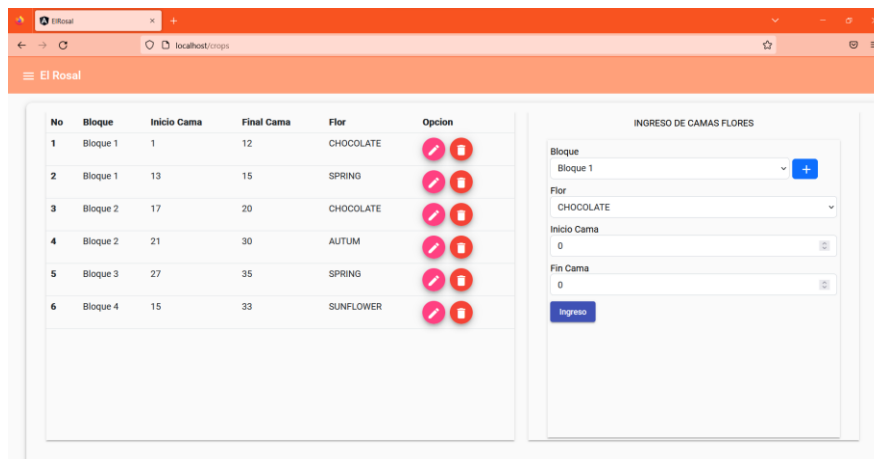 ElRosal
localhost/crops
El Rosal
No Bloque Inicio Cama Final Cama Flor Opcion
1 Bloque 1 1 12 CHOCOLATE
2 Bloque 1 13 15 SPRING
3 Bloque 2 17 20 CHOCOLATE
4 Bloque 2 21 30 AUTUM
5 Bloque 3 27 35 SPRING
6 Bloque 4 15 33 SUNFLOWER
INGRESO DE CAMAS FLORES
Bloque
Bloque 1
Flor
CHOCOLATE
Inicio Cama
0
Fin Cama
0
Ingreso